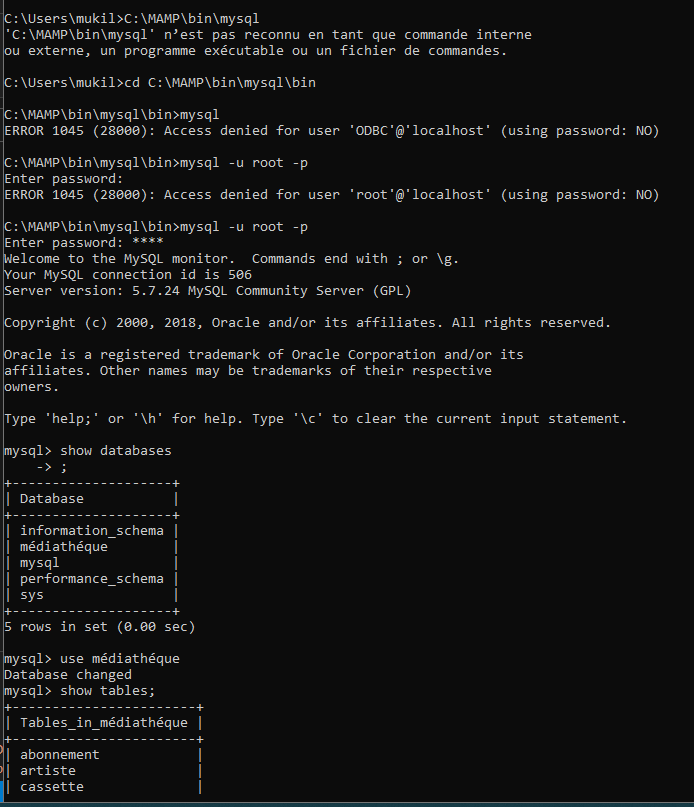 C:\Users\mukil>C:\MAMP\bin\mysql
'C:\MAMP\bin\mysql' n’est pas reconnu en tant que commande interne
ou externe, un programme exécutable ou un fichier de commandes.
C:\Users\mukil>cd C:\MAMP\bin\mysql\bin
C:\MAMP\bin\mysql\bin>mysql
ERROR 1045 (28000): Access denied for user 'ODBC'@'localhost' (using password: NO)
C:\MAMP\bin\mysql\bin>mysql -u root -p
Enter password:
ERROR 1045 (28000): Access denied for user 'root'@'localhost' (using password: NO)
C:\MAMP\bin\mysql\bin>mysql -u root -p
Enter password: ****
Welcome to the MySQL monitor.  Commands end with ; or \g.
Your MySQL connection id is 506
Server version: 5.7.24 MySQL Community Server (GPL)
Copyright (c) 2000, 2018, Oracle and/or its affiliates. All rights reserved.
Oracle is a registered trademark of Oracle Corporation and/or its
affiliates. Other names may be trademarks of their respective
owners.
Type 'help;' or '\h' for help. Type '\c' to clear the current input statement.
mysql> show databases
    -> ;
+--------------------+
| Database           |
+--------------------+
| information_schema |
| médiathéque        |
| mysql              |
| performance_schema |
| sys                |
+--------------------+
5 rows in set (0.00 sec)
mysql> use médiathéque
Database changed
mysql> show tables;
+-----------------------+
| Tables_in_médiathéque |
+-----------------------+
| abonnement            |
| artiste               |
| cassette              |